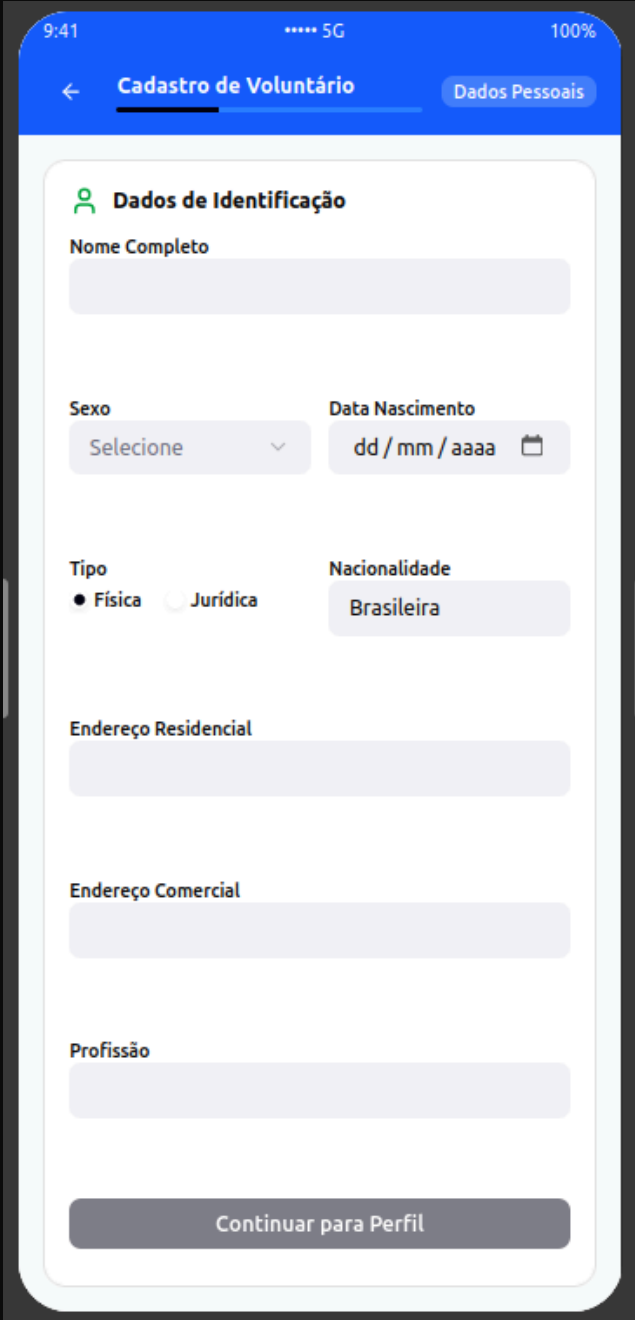 9:41 ••••• 5G 100%
← Cadastro de Voluntário Dados Pessoais
Dados de Identificação
Nome Completo
Sexo Data Nascimento
Selecione dd / mm / aaaa
Tipo Nacionalidade
Física Jurídica Brasileira
Endereço Residencial
Endereço Comercial
Profissão
Continuar para Perfil